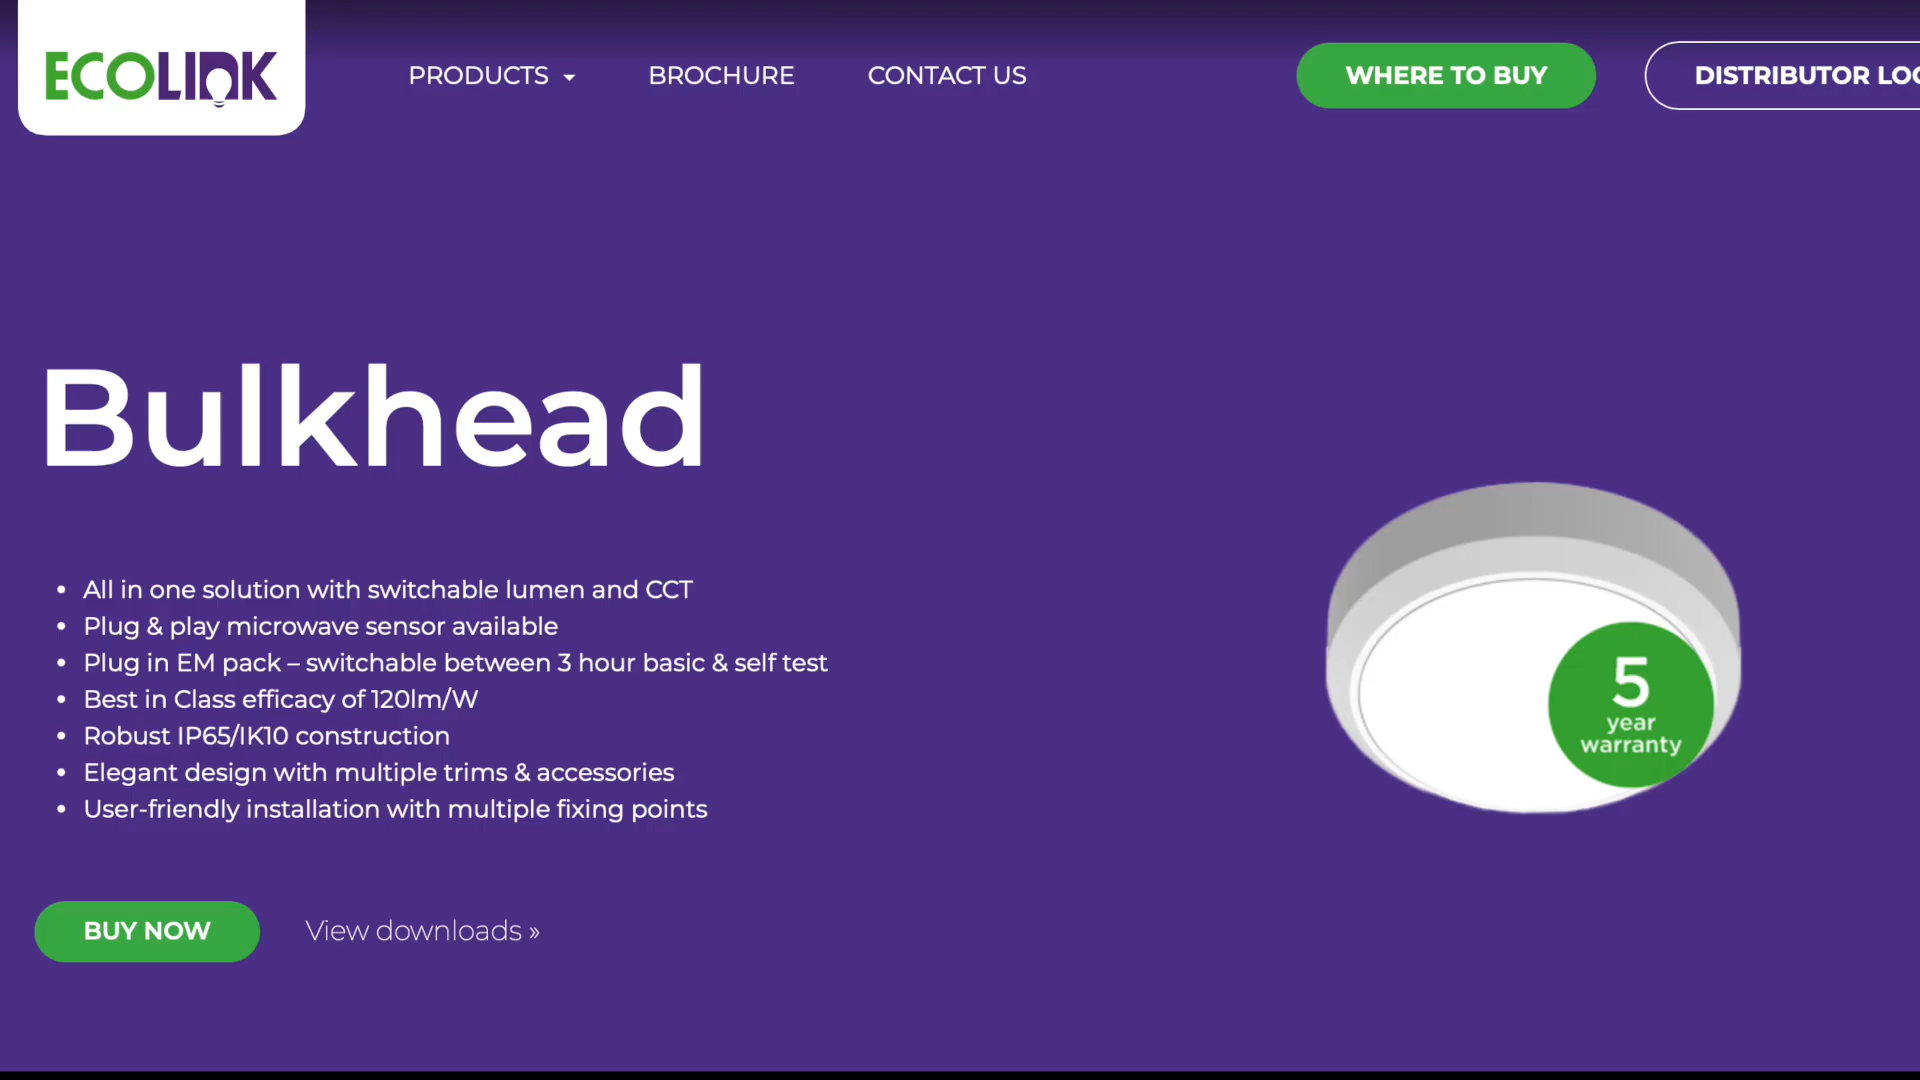 ECOLINK
PRODUCTS
BROCHURE
CONTACT US
WHERE TO BUY
DISTRIBUTOR
Bulkhead
• All in one solution with switchable lumen and CCT
• Plug & play microwave sensor available
• Plug in EM pack – switchable between 3 hour basic & self test
• Best in Class efficacy of 120lm/W
• Robust IP65/IK10 construction
• Elegant design with multiple trims & accessories
• User-friendly installation with multiple fixing points
5
year
warranty
BUY NOW
View downloads »